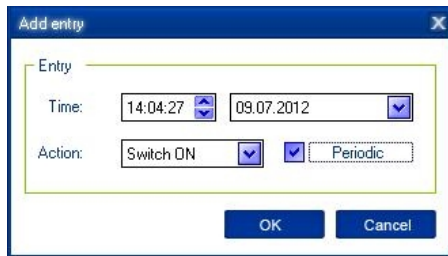 Add entry
Entry
Time: 14:04:27 09.07.2012
Action: Switch ON Periodic
OK Cancel